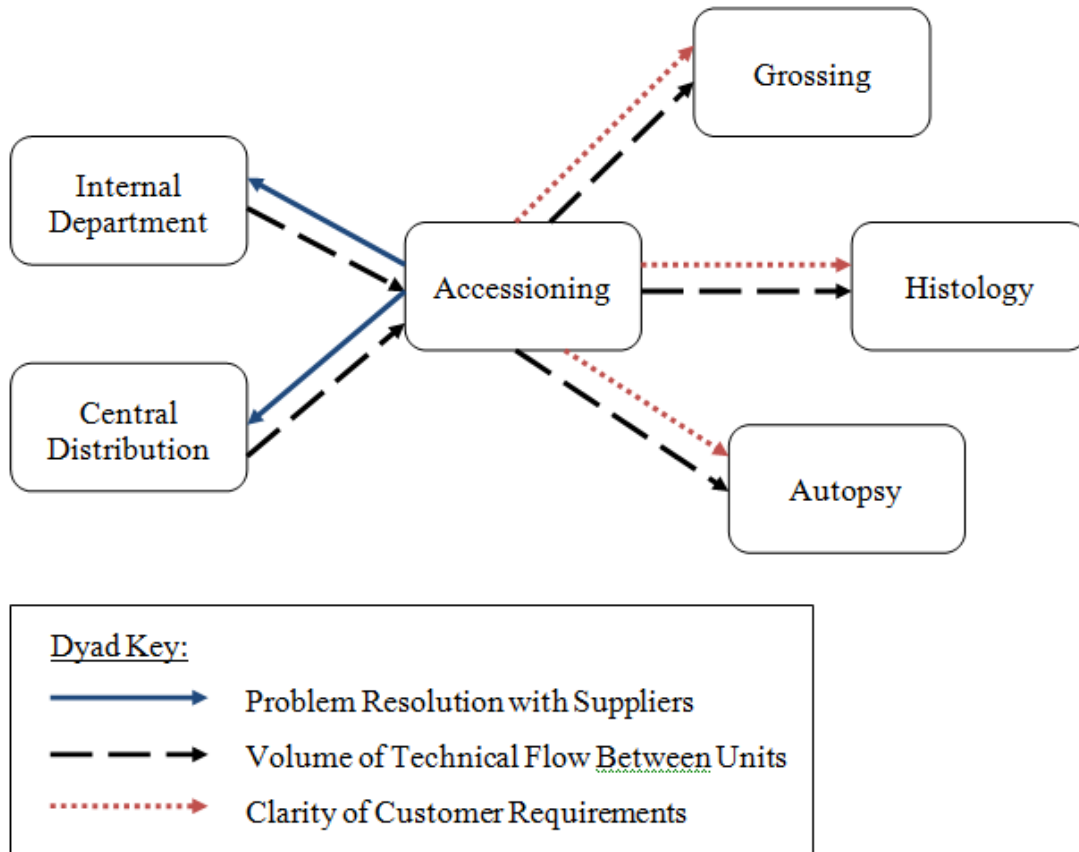 Grossing
Internal
Department
Accessioning
Histology
Central
Distribution
Autopsy
Dyad Key:
Problem Resolution with Suppliers
Volume of Technical Flow Between Units
Clarity of Customer Requirements